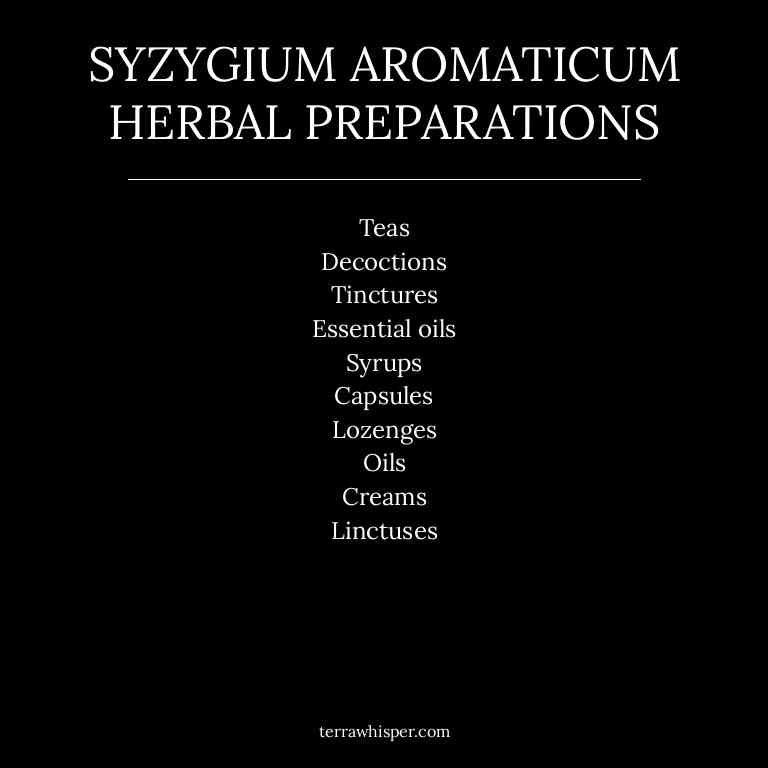 SYZYGIUM AROMATICUM
HERBAL PREPARATIONS
Teas
Decoctions
Tinctures
Essential oils
Syrups
Capsules
Lozenges
Oils
Creams
Linctuses
terrawhisper.com